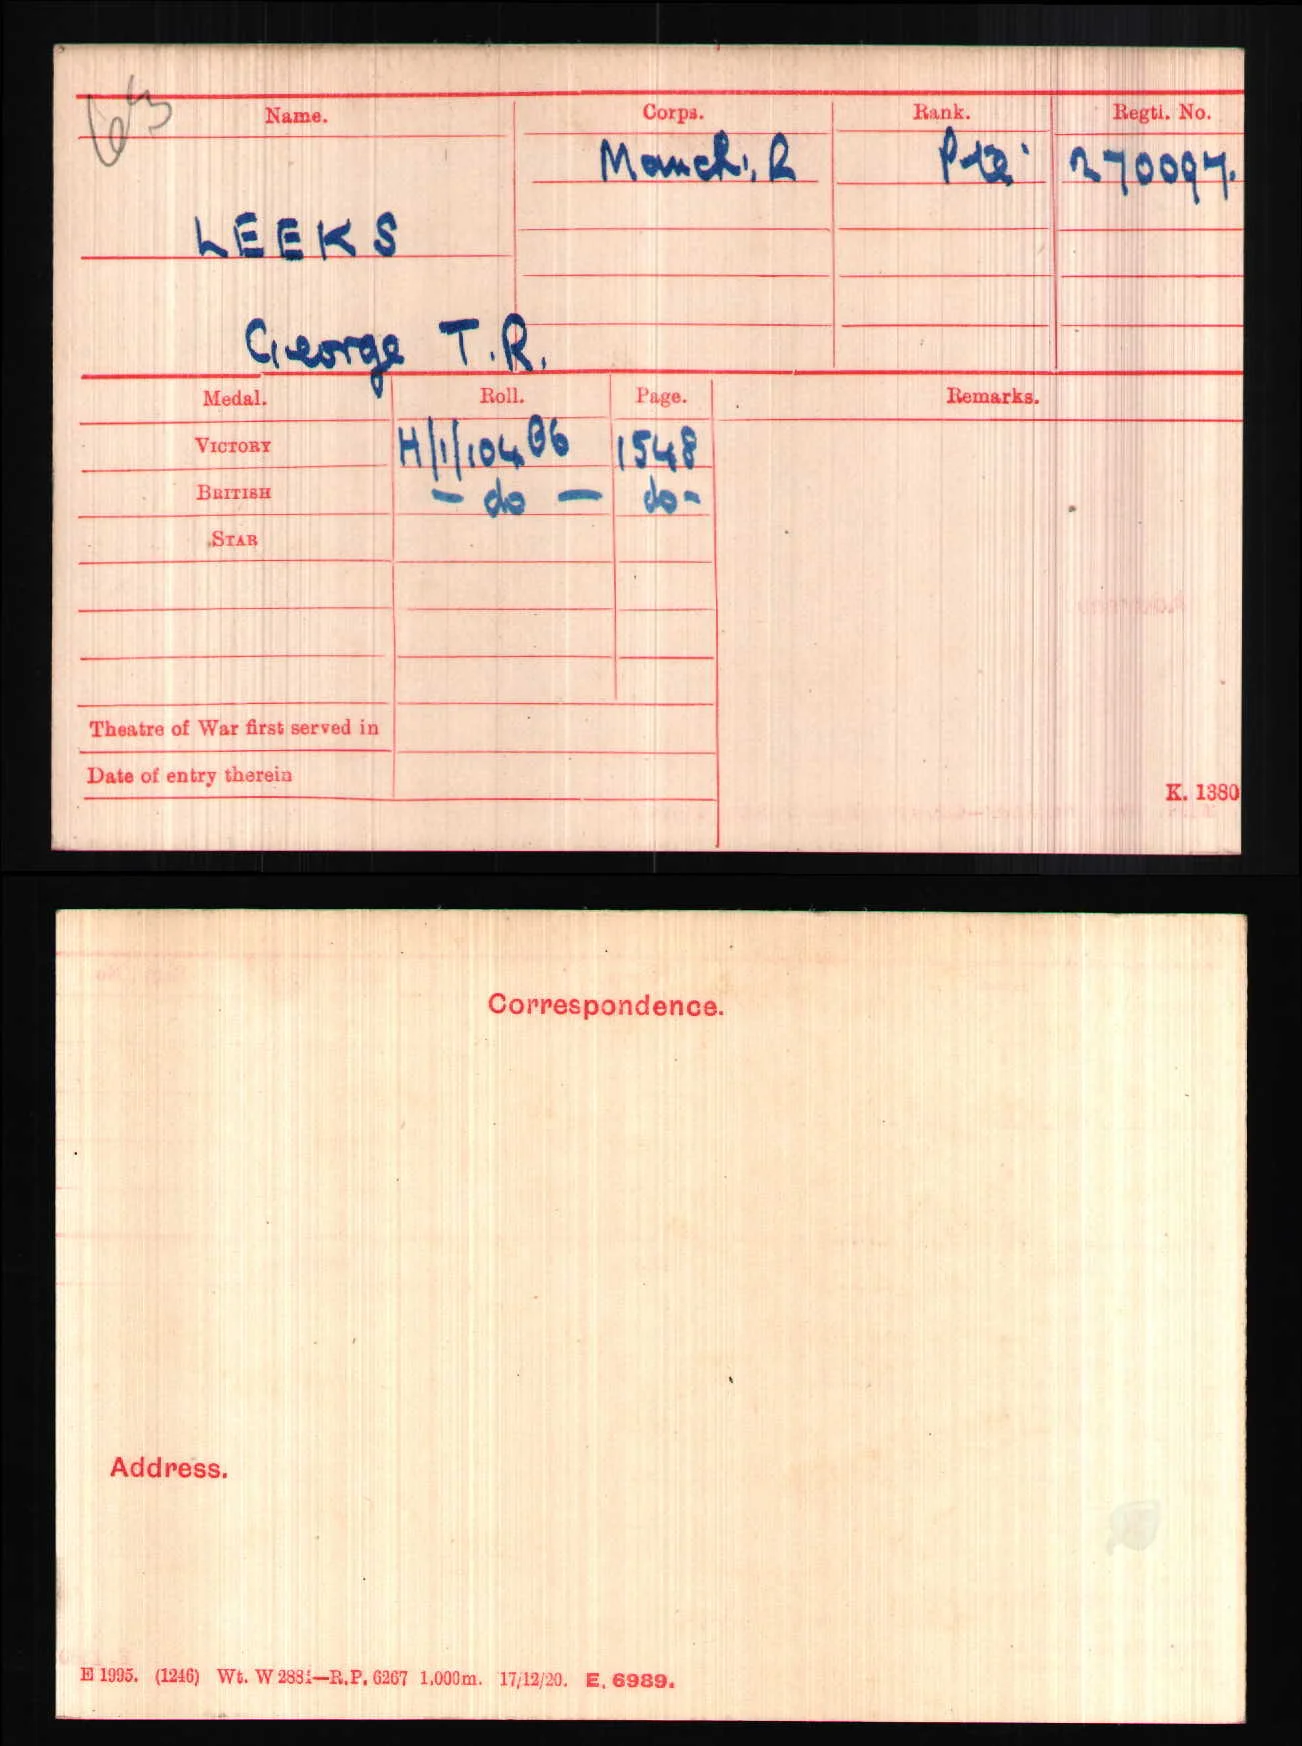 63
Name. Corps. Rank. Regtl. No.
Manch. R Pte. 270097.
LEEKS
George T.R.
Medal. Roll. Page. Remarks.
VICTORY H/1/104B6 1548
BRITISH — do — do -
STAR
Theatre of War first served in
Date of entry therein
K. 1380
Correspondence.
Address.
E 1995. (1246) Wt. W 2881—R.P. 6267 1,000m. 17/12/20. E. 6989.